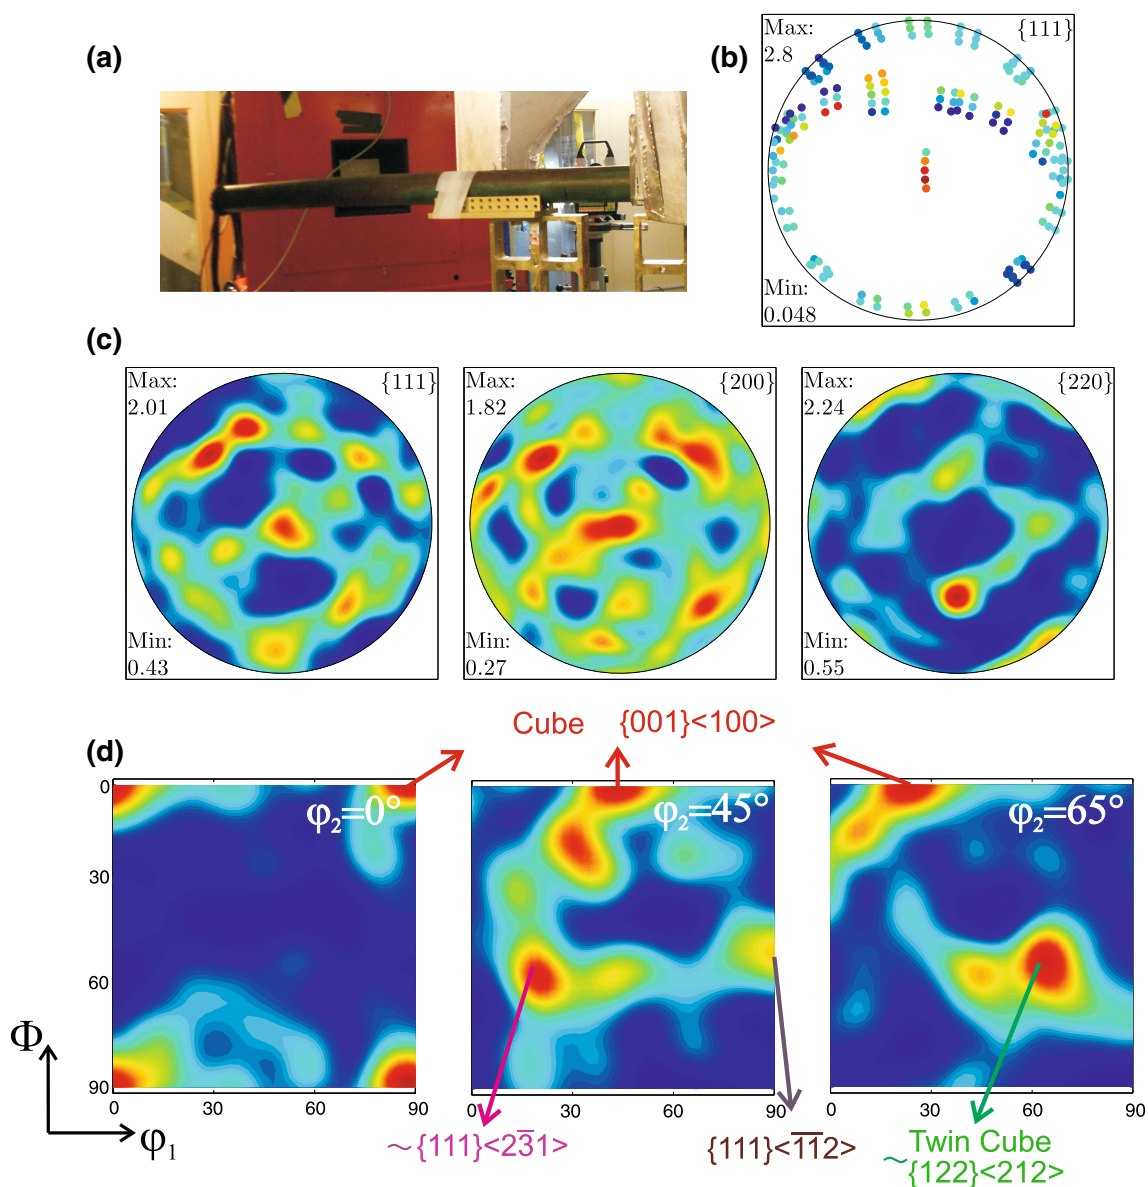 (a)
(b)
Max:
2.8
{111}
Min:
0.048
(c)
Max:
2.01
{111}
Min:
0.43
Max:
1.82
{200}
Min:
0.27
Max:
2.24
{220}
Min:
0.55
Cube {001}<100>
(d)
φ₂=0°
φ₂=45°
φ₂=65°
0
30
60
90
0 30 60 90
0 30 60 90
0 30 60 90
Φ
φ₁
~{111}<23̅1>
{111}<1̅1̅2>
Twin Cube
~{122}<212>